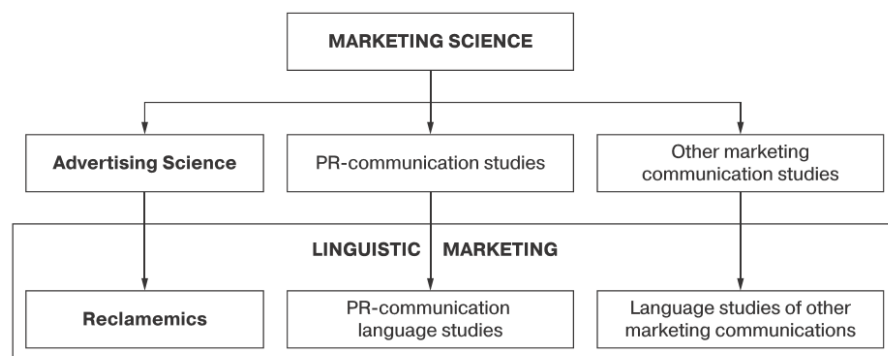 MARKETING SCIENCE
Advertising Science
PR-communication studies
Other marketing
communication studies
LINGUISTIC MARKETING
Reclamemics
PR-communication
language studies
Language studies of other
marketing communications